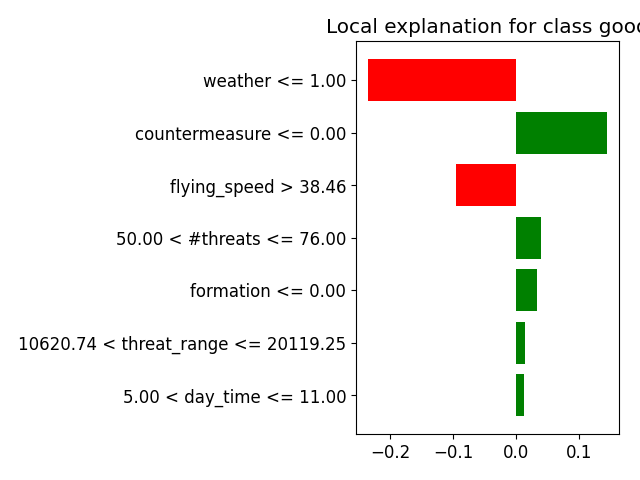 Local explanation for class good
weather <= 1.00
countermeasure <= 0.00
flying_speed > 38.46
50.00 < #threats <= 76.00
formation <= 0.00
10620.74 < threat_range <= 20119.25
5.00 < day_time <= 11.00
−0.2 −0.1 0.0 0.1